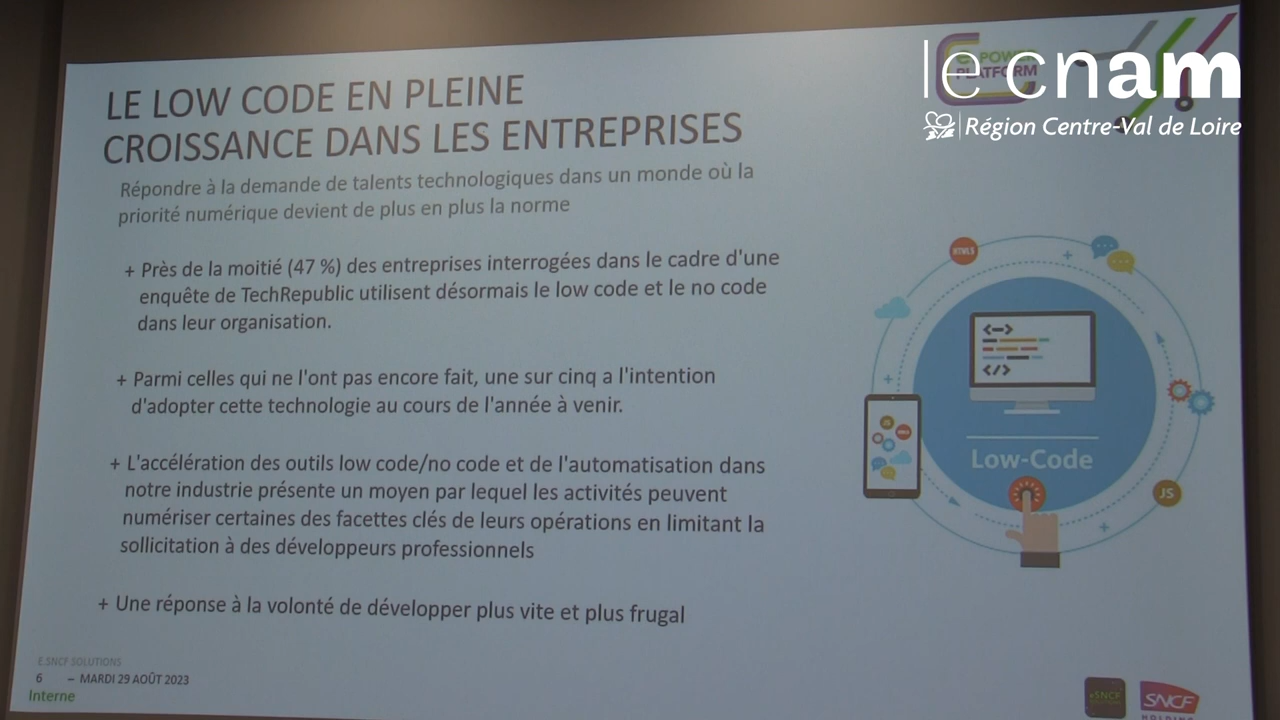 le cnam
Région Centre-Val de Loire
POWER
PLATFORM
LE LOW CODE EN PLEINE
CROISSANCE DANS LES ENTREPRISES
Répondre à la demande de talents technologiques dans un monde où la
priorité numérique devient de plus en plus la norme
+ Près de la moitié (47 %) des entreprises interrogées dans le cadre d'une
enquête de TechRepublic utilisent désormais le low code et le no code
dans leur organisation.
+ Parmi celles qui ne l'ont pas encore fait, une sur cinq a l'intention
d'adopter cette technologie au cours de l'année à venir.
+ L'accélération des outils low code/no code et de l'automatisation dans
notre industrie présente un moyen par lequel les activités peuvent
numériser certaines des facettes clés de leurs opérations en limitant la
sollicitation à des développeurs professionnels
+ Une réponse à la volonté de développer plus vite et plus frugal
HTML5
Low-Code
JS
E.SNCF SOLUTIONS
6 – MARDI 29 AOÛT 2023
Interne
eSNCF
SNCF
HOLDING